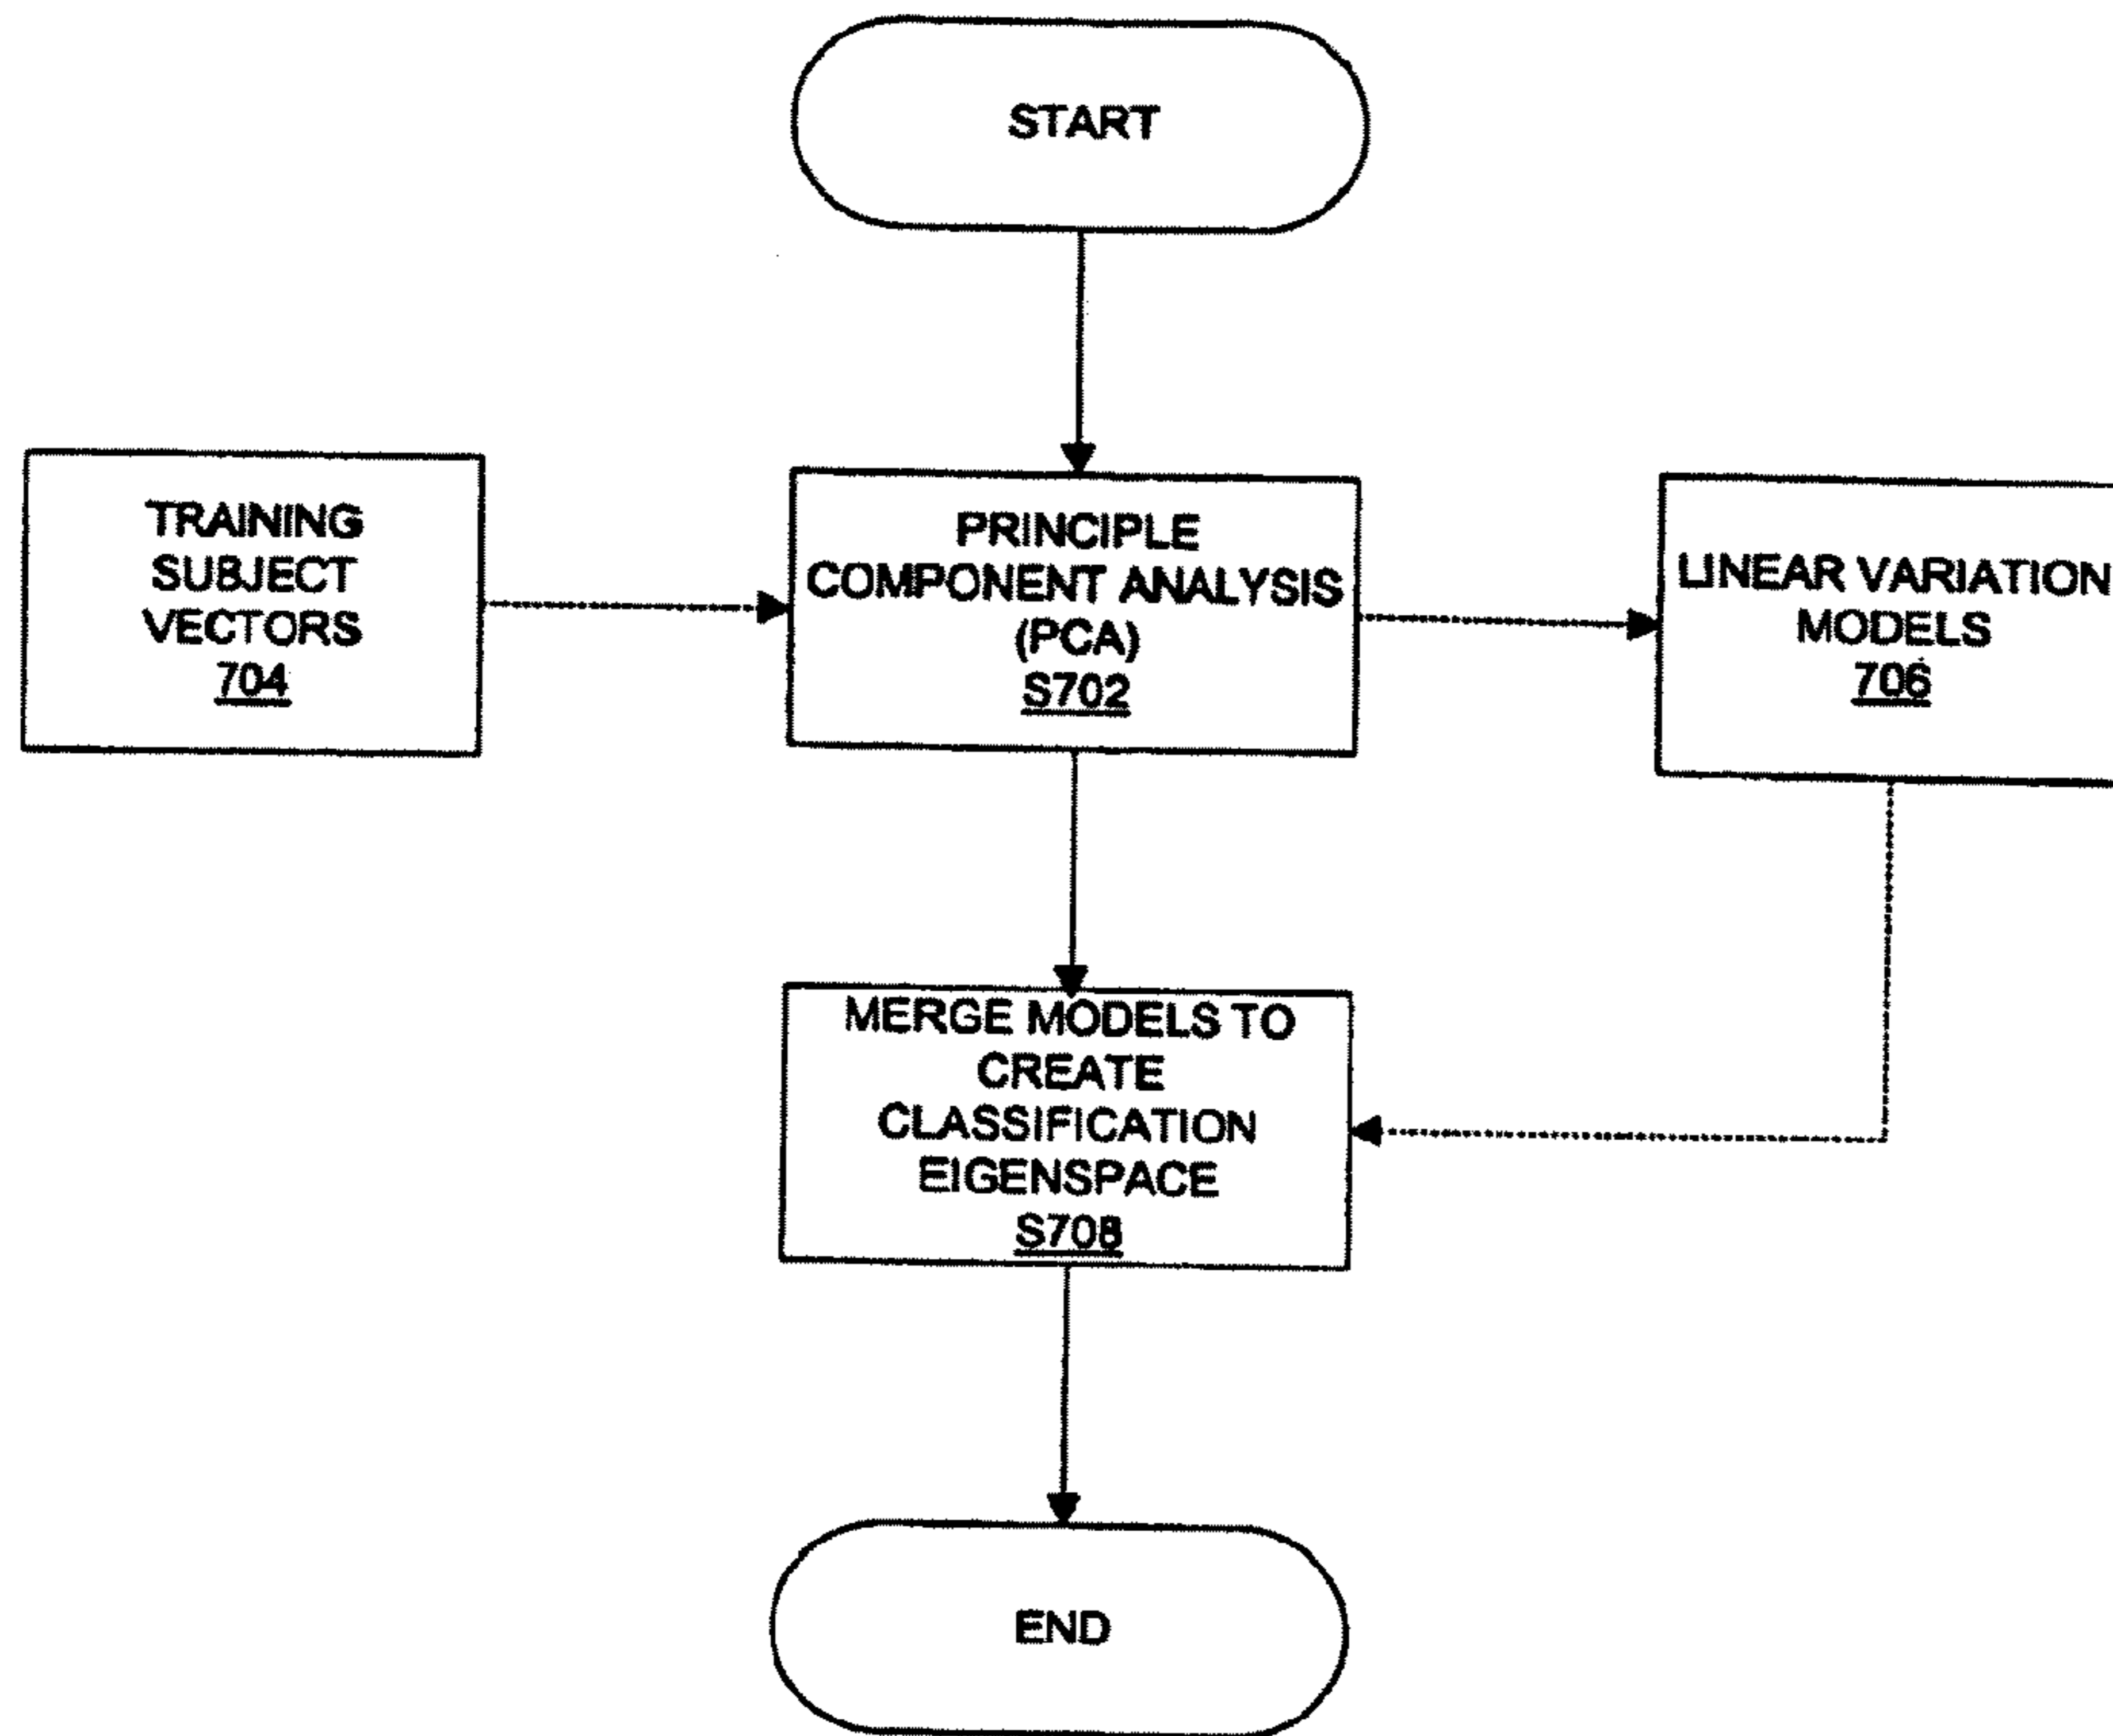 START
TRAINING
SUBJECT
VECTORS
704
PRINCIPLE
COMPONENT ANALYSIS
(PCA)
S702
LINEAR VARIATION
MODELS
706
MERGE MODELS TO
CREATE
CLASSIFICATION
EIGENSPACE
S708
END